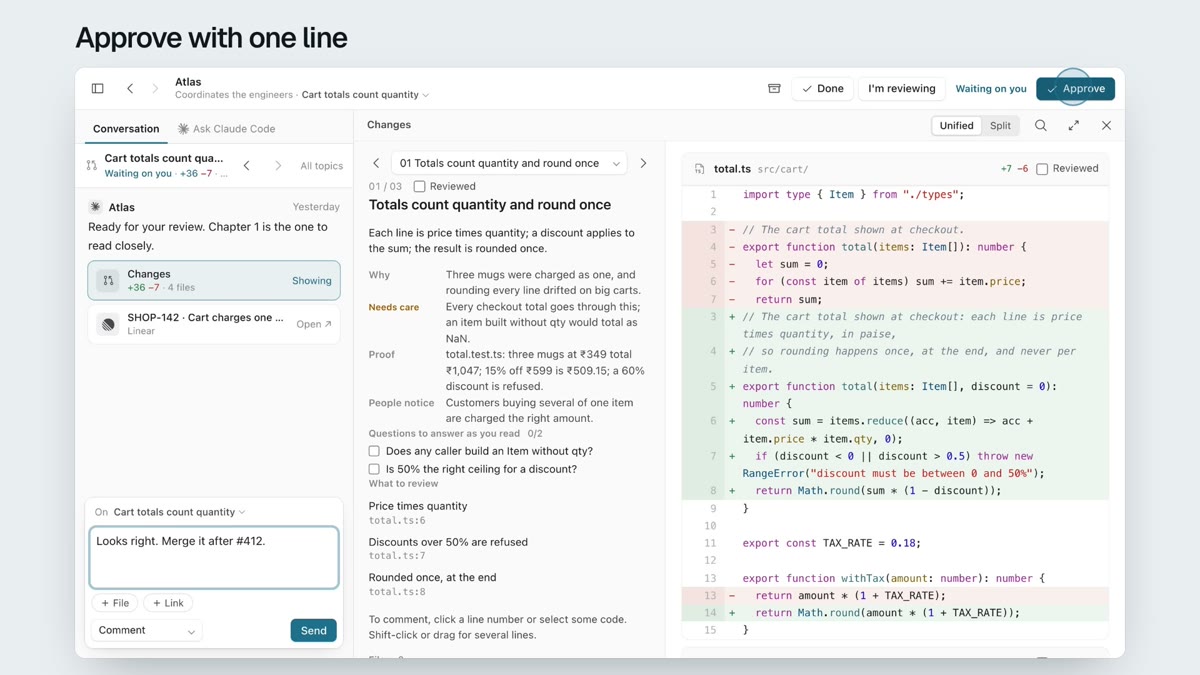 Approve with one line
Atlas
Coordinates the engineers · Cart totals count quantity
Done
I'm reviewing
Waiting on you
Approve
Conversation
Ask Claude Code
Cart totals count qua...
Waiting on you · +36 −7 · ...
All topics
Atlas
Yesterday
Ready for your review. Chapter 1 is the one to
read closely.
Changes
+36 −7 · 4 files
Showing
SHOP-142 · Cart charges one ...
Linear
Open ↗
On Cart totals count quantity
Looks right. Merge it after #412.
+ File
+ Link
Comment
Send
Changes
Unified
Split
01 Totals count quantity and round once
01 / 03
Reviewed
Totals count quantity and round once
Each line is price times quantity; a discount applies to
the sum; the result is rounded once.
Why
Three mugs were charged as one, and
rounding every line drifted on big carts.
Needs care
Every checkout total goes through this;
an item built without qty would total as
NaN.
Proof
total.test.ts: three mugs at ₹349 total
₹1,047; 15% off ₹599 is ₹509.15; a 60%
discount is refused.
People notice
Customers buying several of one item
are charged the right amount.
Questions to answer as you read 0/2
Does any caller build an Item without qty?
Is 50% the right ceiling for a discount?
What to review
Price times quantity
total.ts:6
Discounts over 50% are refused
total.ts:7
Rounded once, at the end
total.ts:8
To comment, click a line number or select some code.
Shift-click or drag for several lines.
total.ts src/cart/
+7 −6
Reviewed
1 import type { Item } from "./types";
2
3 − // The cart total shown at checkout.
4 − export function total(items: Item[]): number {
5 − let sum = 0;
6 − for (const item of items) sum += item.price;
7 − return sum;
3 + // The cart total shown at checkout: each line is price
times quantity, in paise,
4 + // so rounding happens once, at the end, and never per
item.
5 + export function total(items: Item[], discount = 0):
number {
6 + const sum = items.reduce((acc, item) => acc +
item.price * item.qty, 0);
7 + if (discount < 0 || discount > 0.5) throw new
RangeError("discount must be between 0 and 50%");
8 + return Math.round(sum * (1 − discount));
9 }
10
11 export const TAX_RATE = 0.18;
12
13 export function withTax(amount: number): number {
13 − return amount * (1 + TAX_RATE);
14 + return Math.round(amount * (1 + TAX_RATE));
15 }